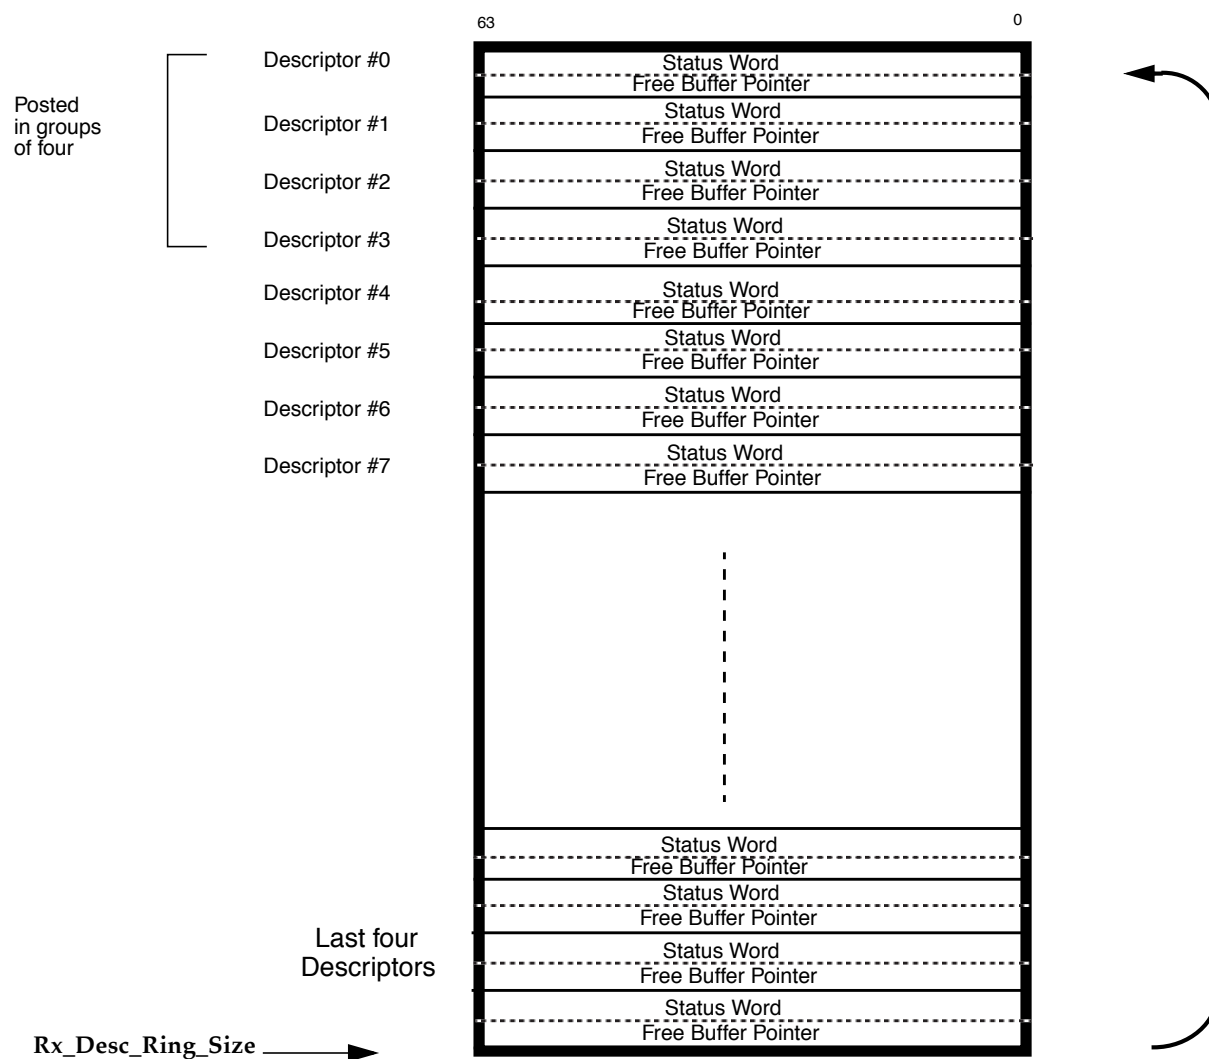 63
0
Descriptor #0
Status Word
Free Buffer Pointer
Posted
in groups
of four
Descriptor #1
Status Word
Free Buffer Pointer
Descriptor #2
Status Word
Free Buffer Pointer
Descriptor #3
Status Word
Free Buffer Pointer
Descriptor #4
Status Word
Free Buffer Pointer
Descriptor #5
Status Word
Free Buffer Pointer
Descriptor #6
Status Word
Free Buffer Pointer
Descriptor #7
Status Word
Free Buffer Pointer
Status Word
Free Buffer Pointer
Status Word
Free Buffer Pointer
Last four
Descriptors
Status Word
Free Buffer Pointer
Status Word
Free Buffer Pointer
Rx_Desc_Ring_Size